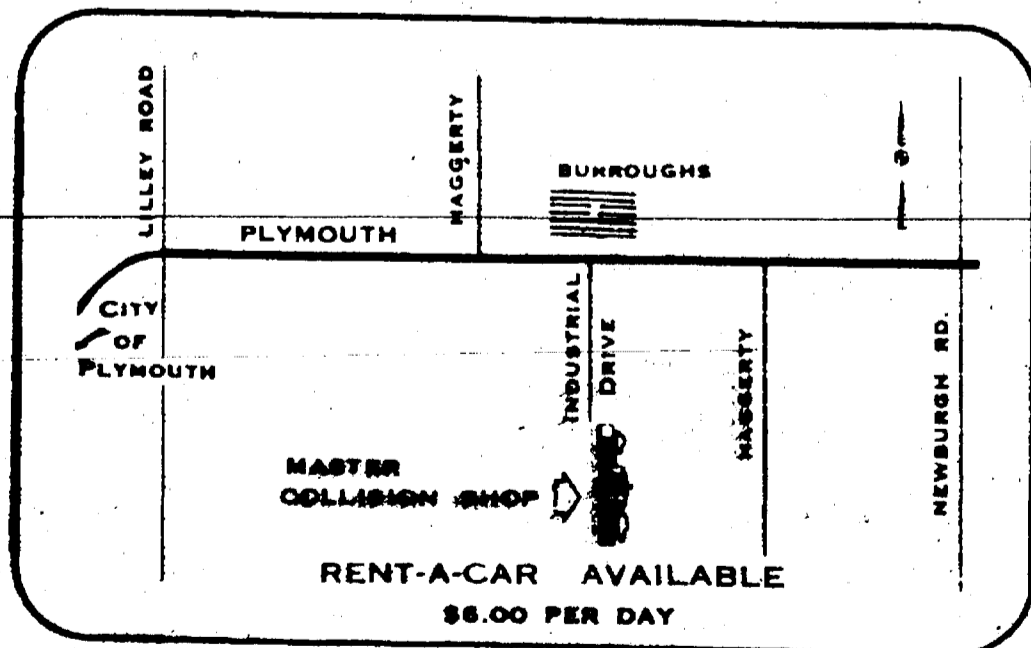 LILLEY ROAD
HAGGERTY
BURROUGHS
PLYMOUTH
CITY
OF
PLYMOUTH
INDUSTRIAL
DRIVE
HAGGERTY
NEWBURGH RD.
MASTER
COLLISION SHOP
RENT-A-CAR AVAILABLE
$6.00 PER DAY